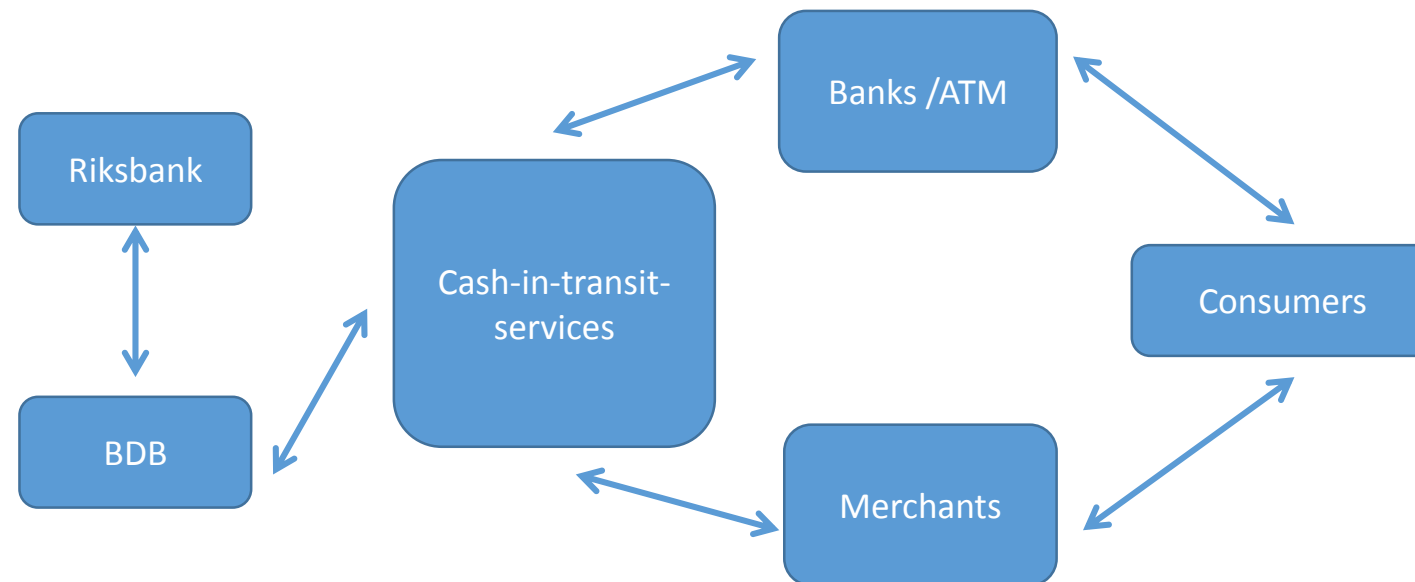 Riksbank
BDB
Cash-in-transit-
services
Banks /ATM
Merchants
Consumers